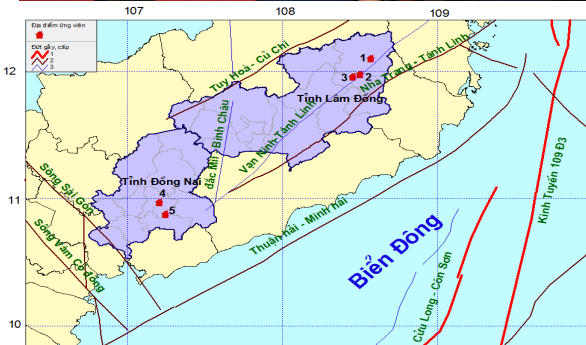 107
108
109
Địa điểm ứng viên
Đứt gãy, cấp
1
2
3
12
11
10
Tuy Hoà - Củ Chi
1
3
2
Nha Trang - Tánh Linh
Tỉnh Lâm Đồng
đắc Mil - Bình Châu
Vạn Ninh-Tánh Linh
Tỉnh Đồng Nai
4
5
Sông Sài Gòn
Sông Vàm Cỏ đông
Thuận hải - Minh hải
Biển Đông
Cửu Long - Côn Sơn
Kinh Tuyến 109 Đ3